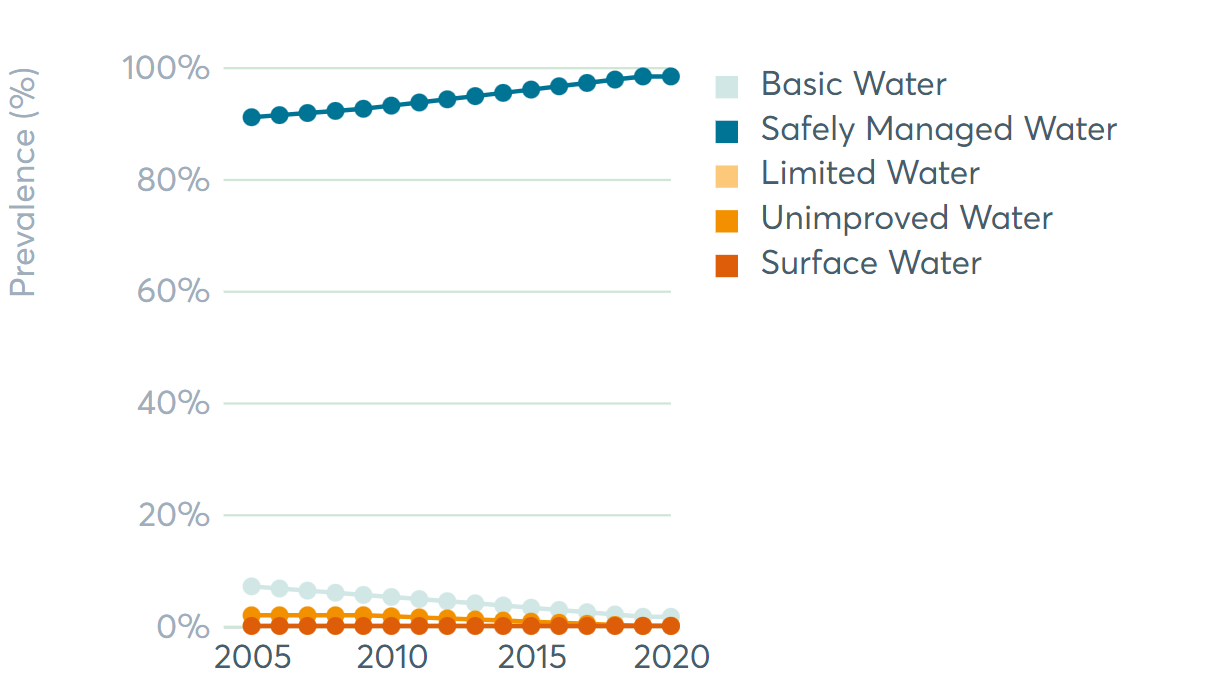 Prevalence (%)
100%
80%
60%
40%
20%
0%
2005 2010 2015 2020
Basic Water
Safely Managed Water
Limited Water
Unimproved Water
Surface Water